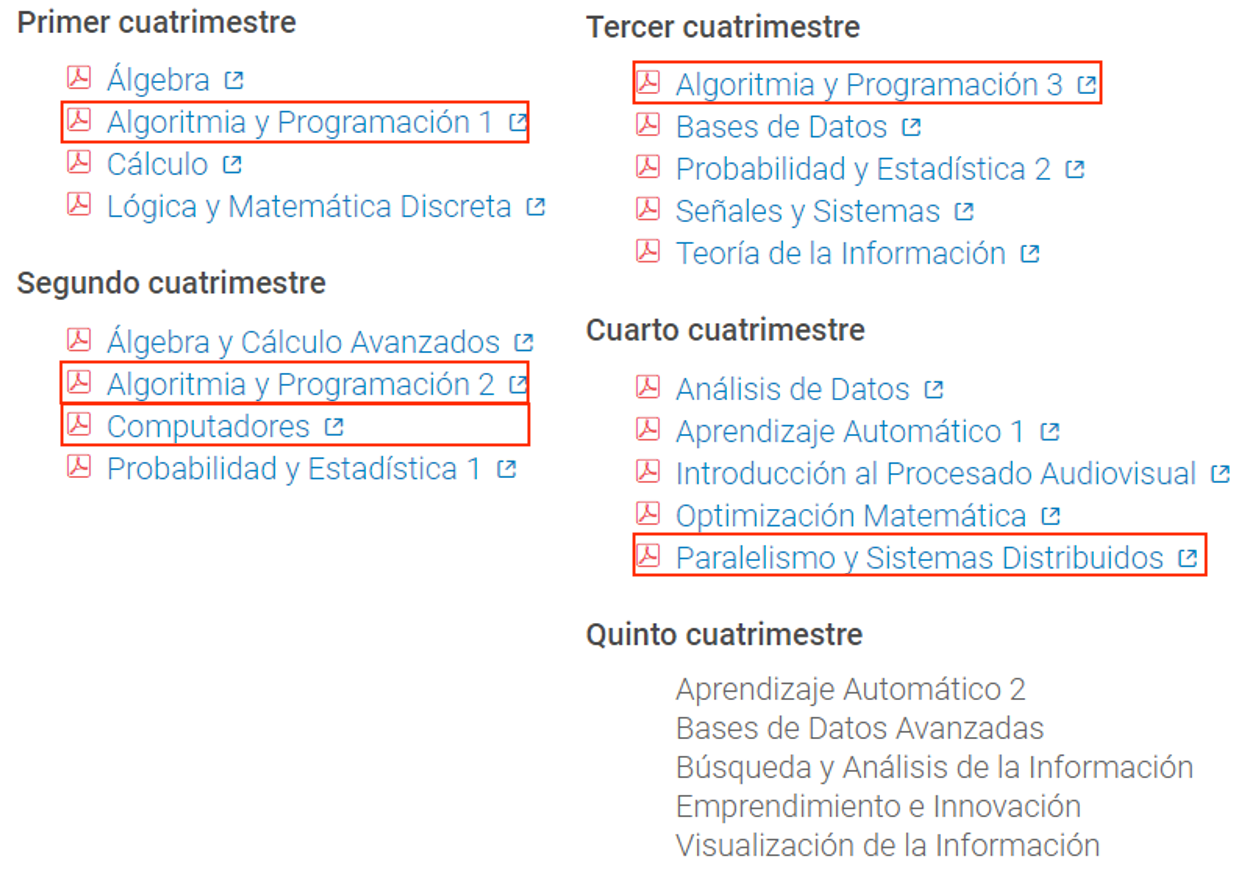 Primer cuatrimestre
Álgebra
Algoritmia y Programación 1
Cálculo
Lógica y Matemática Discreta
Segundo cuatrimestre
Álgebra y Cálculo Avanzados
Algoritmia y Programación 2
Computadores
Probabilidad y Estadística 1
Tercer cuatrimestre
Algoritmia y Programación 3
Bases de Datos
Probabilidad y Estadística 2
Señales y Sistemas
Teoría de la Información
Cuarto cuatrimestre
Análisis de Datos
Aprendizaje Automático 1
Introducción al Procesado Audiovisual
Optimización Matemática
Paralelismo y Sistemas Distribuidos
Quinto cuatrimestre
Aprendizaje Automático 2
Bases de Datos Avanzadas
Búsqueda y Análisis de la Información
Emprendimiento e Innovación
Visualización de la Información